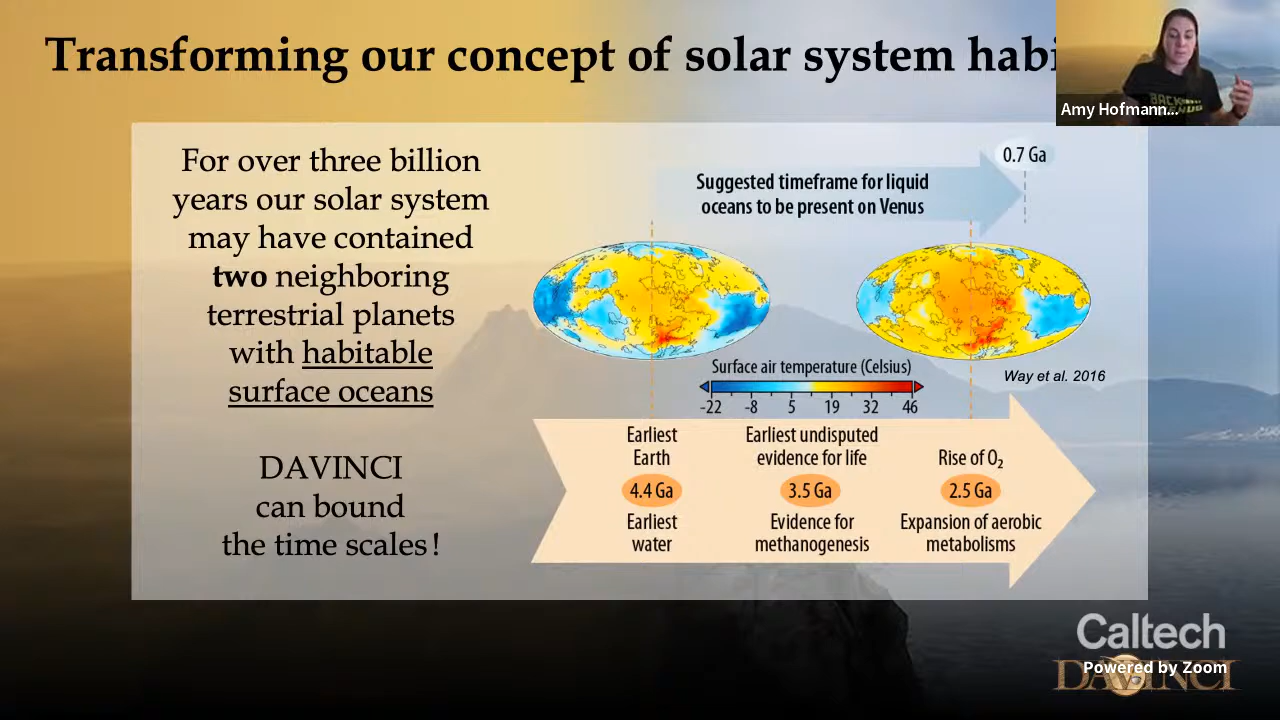 Transforming our concept of solar system habi
Amy Hofmann...
For over three billion
years our solar system
may have contained
two neighboring
terrestrial planets
with habitable
surface oceans
DAVINCI
can bound
the time scales!
0.7 Ga
Suggested timeframe for liquid
oceans to be present on Venus
Surface air temperature (Celsius)
-22 -8 5 19 32 46
Way et al. 2016
Earliest
Earth
4.4 Ga
Earliest
water
Earliest undisputed
evidence for life
3.5 Ga
Evidence for
methanogenesis
Rise of O₂
2.5 Ga
Expansion of aerobic
metabolisms
Caltech
Powered by Zoom
DAVINCI